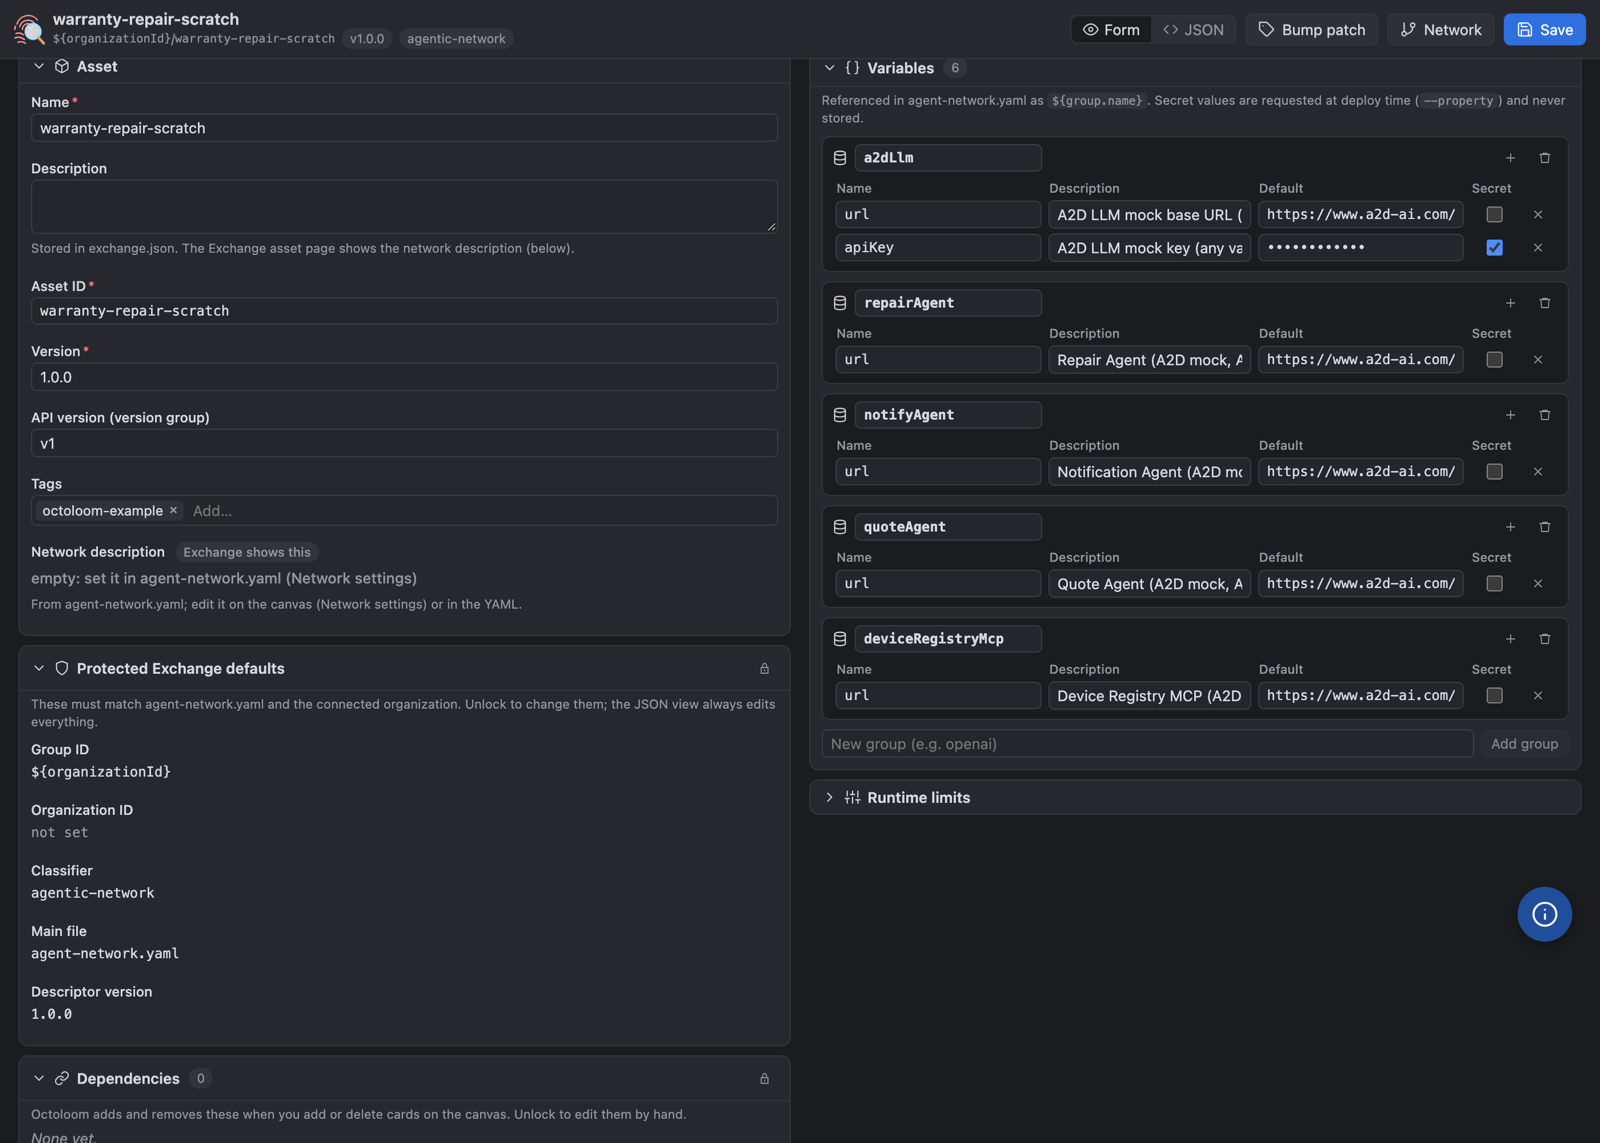 warranty-repair-scratch
${organizationId}/warranty-repair-scratch v1.0.0 agentic-network
Form JSON Bump patch Network Save
Asset
Name*
warranty-repair-scratch
Description
Stored in exchange.json. The Exchange asset page shows the network description (below).
Asset ID*
warranty-repair-scratch
Version*
1.0.0
API version (version group)
v1
Tags
octoloom-example × Add...
Network description Exchange shows this
empty: set it in agent-network.yaml (Network settings)
From agent-network.yaml; edit it on the canvas (Network settings) or in the YAML.
Protected Exchange defaults
These must match agent-network.yaml and the connected organization. Unlock to change them; the JSON view always edits
everything.
Group ID
${organizationId}
Organization ID
not set
Classifier
agentic-network
Main file
agent-network.yaml
Descriptor version
1.0.0
Dependencies 0
Octoloom adds and removes these when you add or delete cards on the canvas. Unlock to edit them by hand.
None yet.
{} Variables 6
Referenced in agent-network.yaml as ${group.name}. Secret values are requested at deploy time (--property) and never
stored.
a2dLlm
Name Description Default Secret
url A2D LLM mock base URL ( https://www.a2d-ai.com/
apiKey A2D LLM mock key (any va ••••••••••••
repairAgent
Name Description Default Secret
url Repair Agent (A2D mock, A https://www.a2d-ai.com/
notifyAgent
Name Description Default Secret
url Notification Agent (A2D mo https://www.a2d-ai.com/
quoteAgent
Name Description Default Secret
url Quote Agent (A2D mock, A https://www.a2d-ai.com/
deviceRegistryMcp
Name Description Default Secret
url Device Registry MCP (A2D https://www.a2d-ai.com/
New group (e.g. openai) Add group
Runtime limits